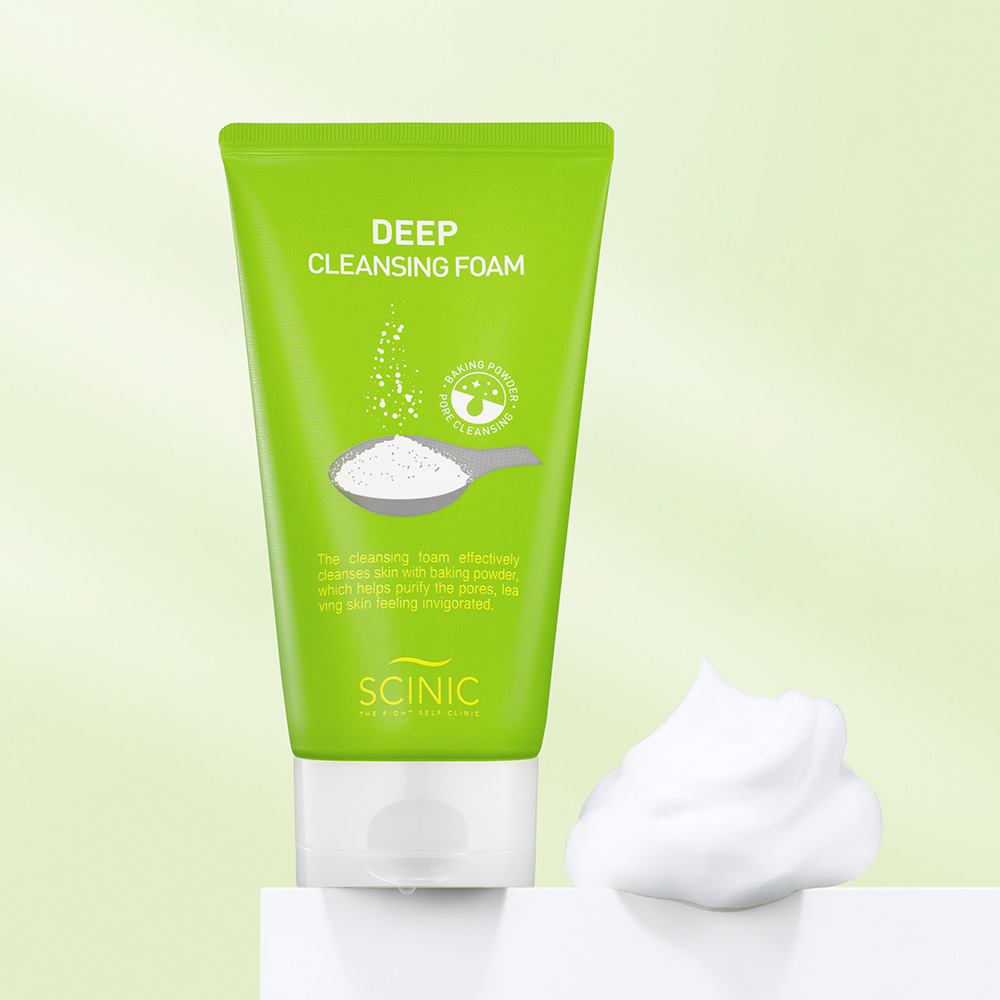 DEEP
CLEANSING FOAM
· BAKING POWDER ·
PORE CLEANSING
The cleansing foam effectively
cleanses skin with baking powder,
which helps purify the pores, lea
ving skin feeling invigorated.
SCINIC
THE RIGHT SELF-CLINIC